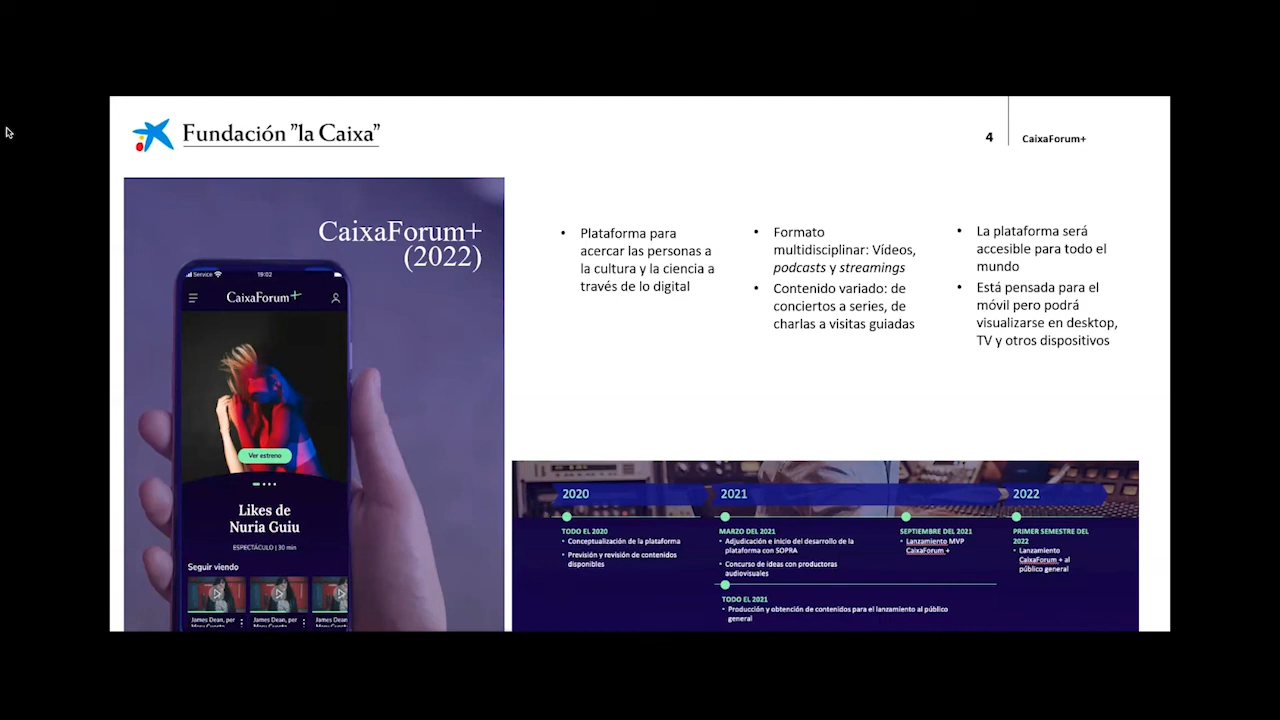 Fundación "la Caixa"
4
CaixaForum+
CaixaForum+
(2022)
Service
19:02
CaixaForum+
Ver estreno
Likes de
Nuria Guiu
ESPECTÁCULO | 30 min
Seguir viendo
James Dean, per
James Dean, per
James Dean
• Plataforma para
acercar las personas a
la cultura y la ciencia a
través de lo digital
• Formato
multidisciplinar: Vídeos,
podcasts y streamings
• Contenido variado: de
conciertos a series, de
charlas a visitas guiadas
• La plataforma será
accesible para todo el
mundo
• Está pensada para el
móvil pero podrá
visualizarse en desktop,
TV y otros dispositivos
2020
TODO EL 2020
• Conceptualización de la plataforma
• Previsión y revisión de contenidos
disponibles
2021
MARZO DEL 2021
• Adjudicación e inicio del desarrollo de la
plataforma con SOPRA
• Concurso de ideas con productoras
audiovisuales
TODO EL 2021
• Producción y obtención de contenidos para el lanzamiento al público
general
SEPTIEMBRE DEL 2021
• Lanzamiento MVP
CaixaForum +
2022
PRIMER SEMESTRE DEL
2022
• Lanzamiento
CaixaForum + al
público general